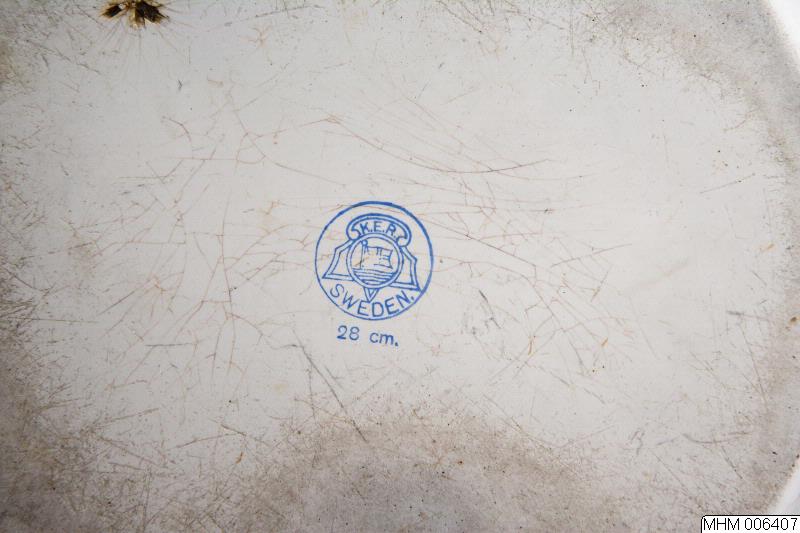 K.E.R.
SWEDEN.
28 cm.
MHM 006407